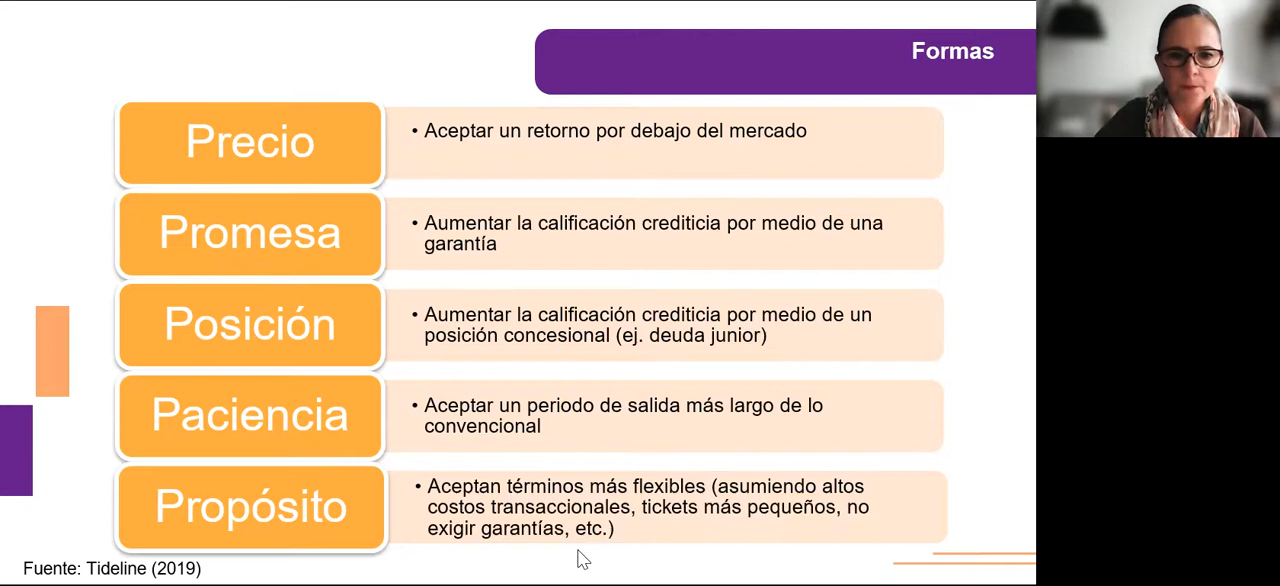 Formas
Precio
• Aceptar un retorno por debajo del mercado
Promesa
• Aumentar la calificación crediticia por medio de una
garantía
Posición
• Aumentar la calificación crediticia por medio de un
posición concesional (ej. deuda junior)
Paciencia
• Aceptar un periodo de salida más largo de lo
convencional
Propósito
• Aceptan términos más flexibles (asumiendo altos
costos transaccionales, tickets más pequeños, no
exigir garantías, etc.)
Fuente: Tideline (2019)